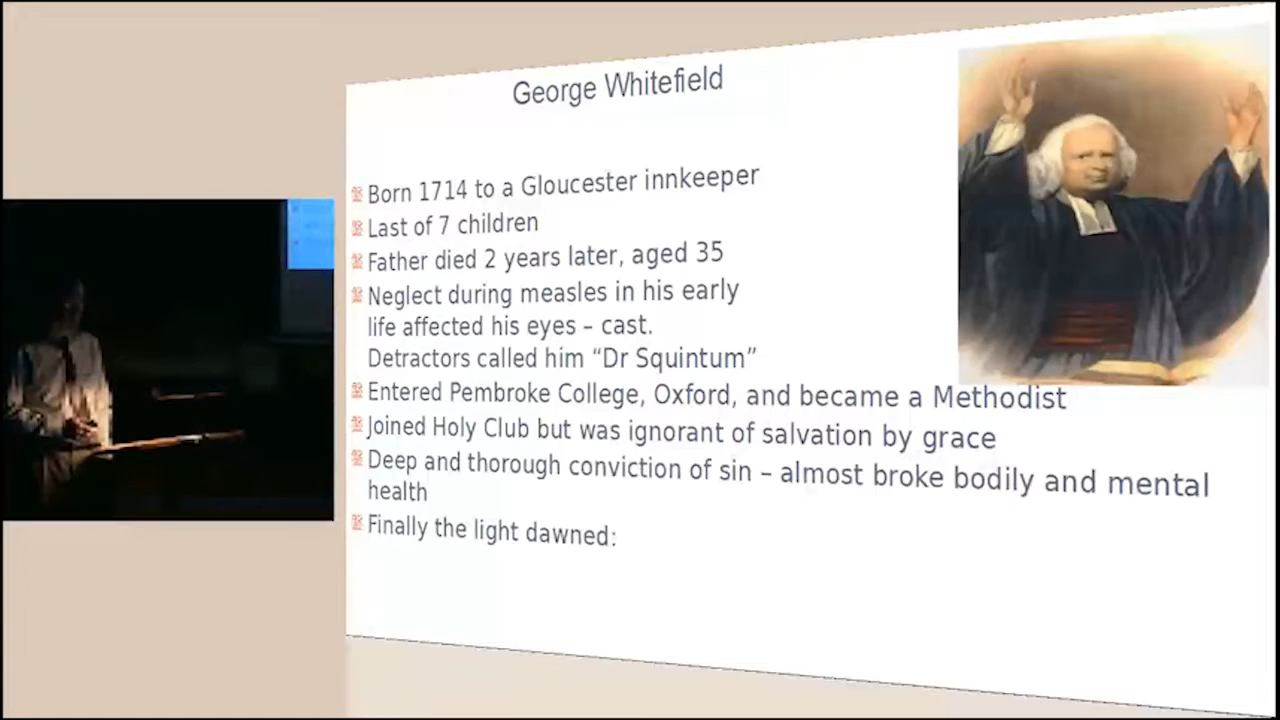 George Whitefield
Born 1714 to a Gloucester innkeeper
Last of 7 children
Father died 2 years later, aged 35
Neglect during measles in his early
life affected his eyes – cast.
Detractors called him “Dr Squintum”
Entered Pembroke College, Oxford, and became a Methodist
Joined Holy Club but was ignorant of salvation by grace
Deep and thorough conviction of sin – almost broke bodily and mental
health
Finally the light dawned: